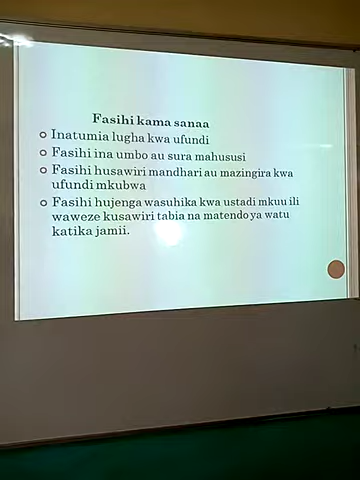 Fasihi kama sanaa
Inatumia lugha kwa ufundi
Fasihi ina umbo au sura mahususi
Fasihi husawiri mandhari au mazingira kwa
ufundi mkubwa
Fasihi hujenga wasuhika kwa ustadi mkuu ili
waweze kusawiri tabia na matendo ya watu
katika jamii.